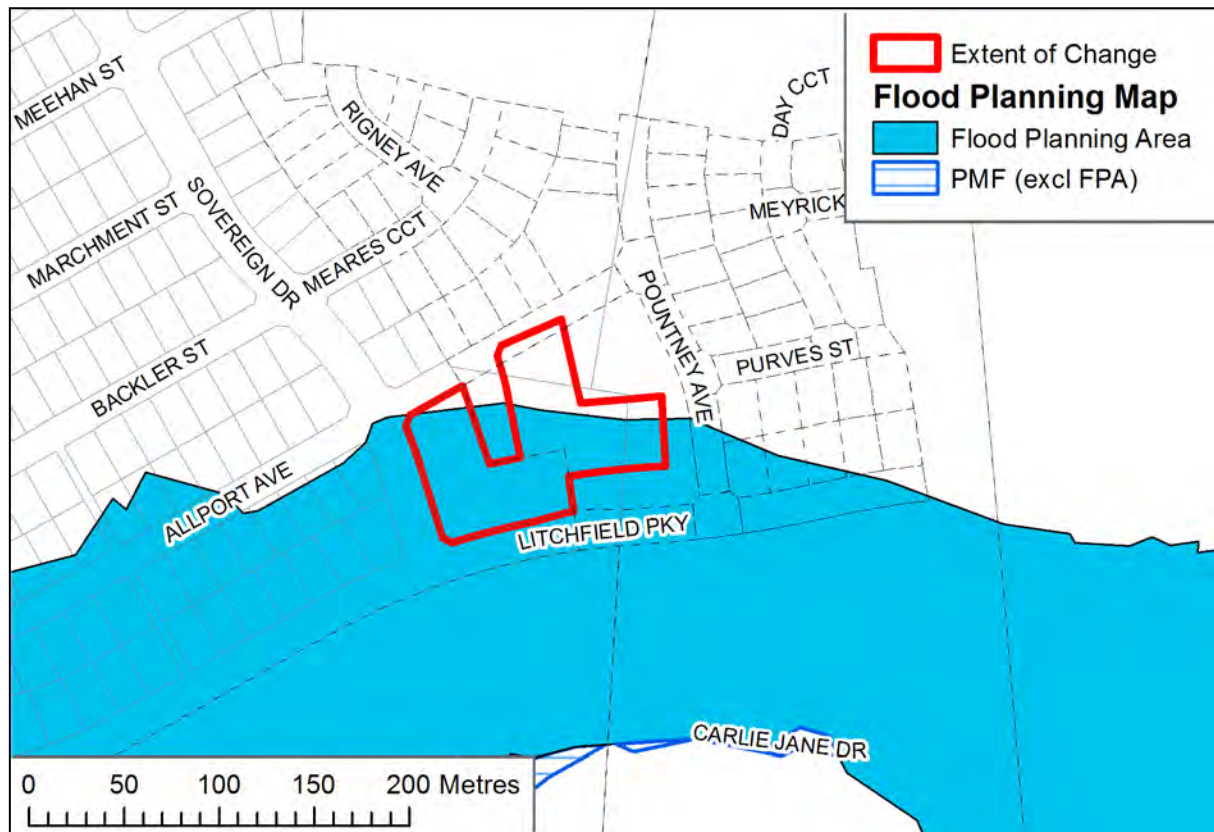 MEEHAN ST
RIGNEY AVE
DAY CCT
Extent of Change
Flood Planning Map
Flood Planning Area
PMF (excl FPA)
MARCHMENT ST
SOVEREIGN DR
MEARES CCT
MEYRICK
BACKLER ST
POUNTNEY AVE
PURVES ST
ALLPORT AVE
LITCHFIELD PKY
CARLIE JANE DR
0 50 100 200 Metres